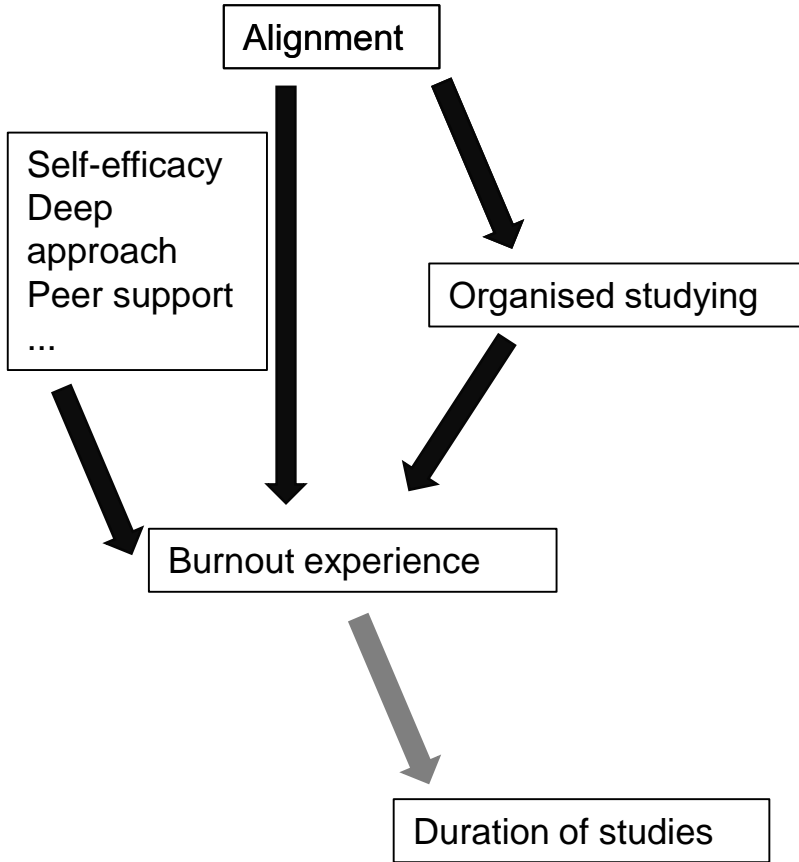 Alignment
Self-efficacy
Deep
approach
Peer support
...
Organised studying
Burnout experience
Duration of studies